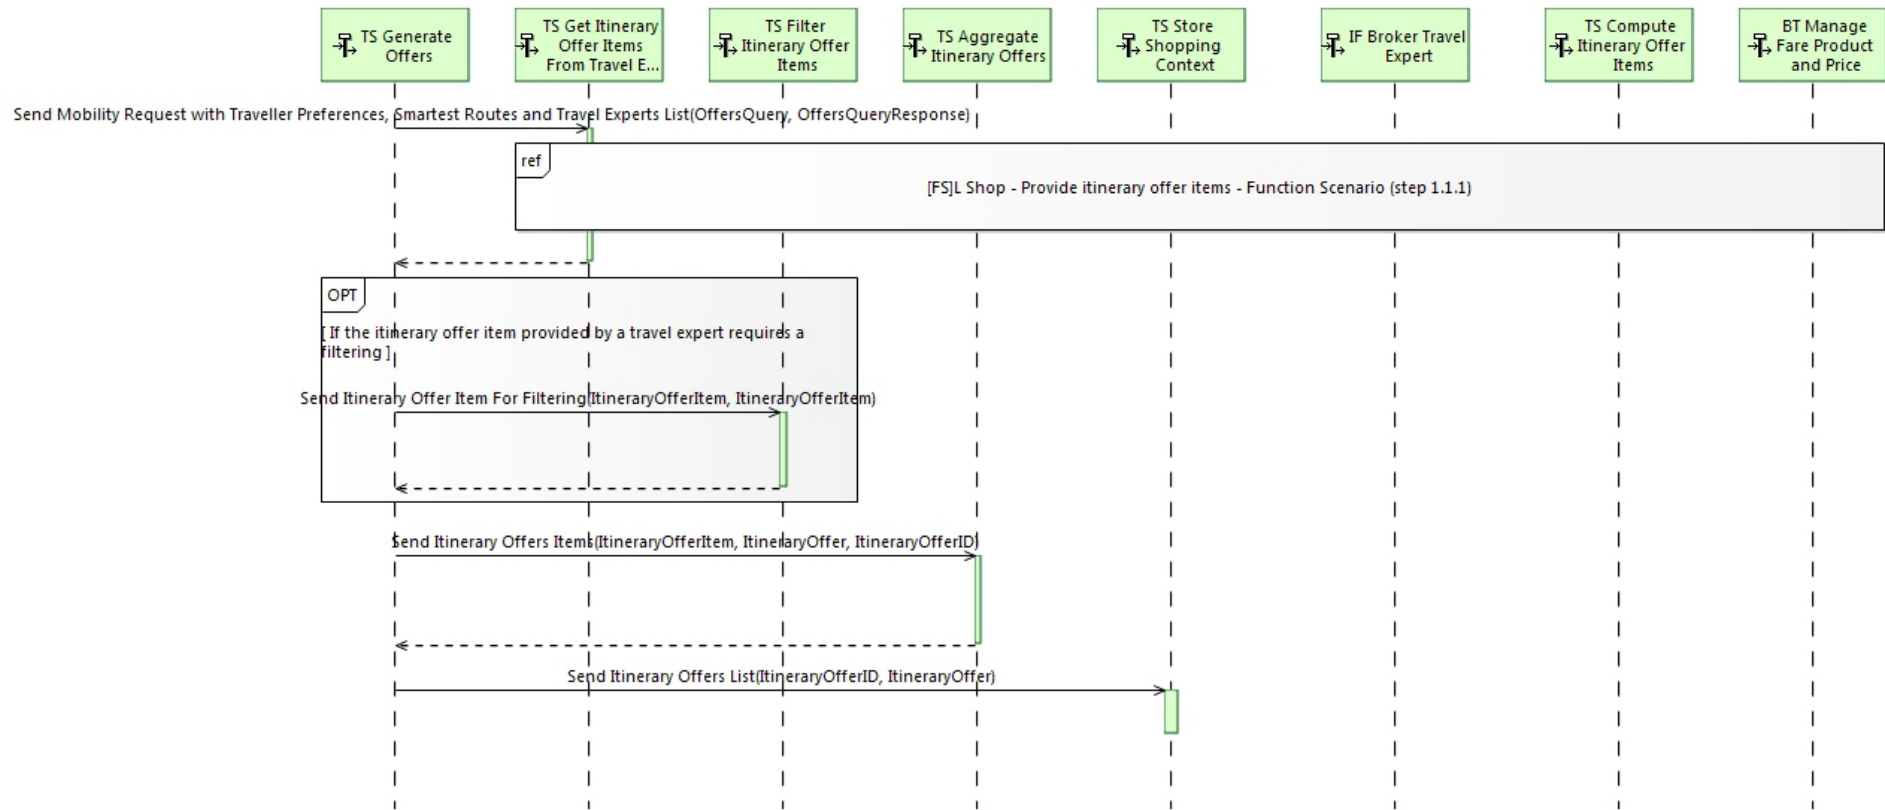 TS Generate
Offers
TS Get Itinerary
Offer Items
From Travel E...
TS Filter
Itinerary Offer
Items
TS Aggregate
Itinerary Offers
TS Store
Shopping
Context
IF Broker Travel
Expert
TS Compute
Itinerary Offer
Items
BT Manage
Fare Product
and Price
Send Mobility Request with Traveller Preferences, Smartest Routes and Travel Experts List(OffersQuery, OffersQueryResponse)
ref
[FS]L Shop - Provide itinerary offer items - Function Scenario (step 1.1.1)
OPT
[ If the itinerary offer item provided by a travel expert requires a
filtering ]
Send Itinerary Offer Item For Filtering(ItineraryOfferItem, ItineraryOfferItem)
Send Itinerary Offers Items(ItineraryOfferItem, ItineraryOffer, ItineraryOfferID)
Send Itinerary Offers List(ItineraryOfferID, ItineraryOffer)